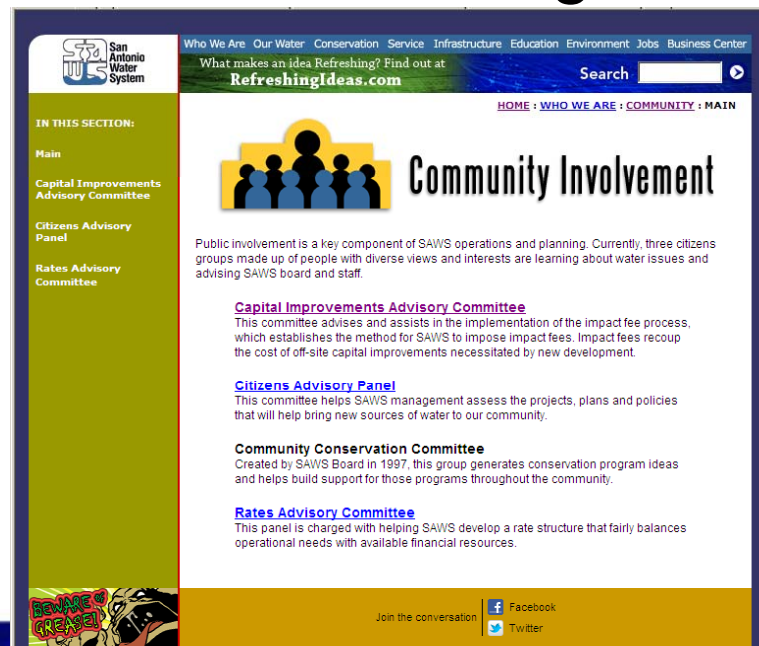 San
Antonio
Water
System
Who We Are Our Water Conservation Service Infrastructure Education Environment Jobs Business Center
What makes an idea Refreshing? Find out at
RefreshingIdeas.com
Search
HOME : WHO WE ARE : COMMUNITY : MAIN
IN THIS SECTION:
Main
Capital Improvements
Advisory Committee
Citizens Advisory
Panel
Rates Advisory
Committee
Community Involvement
Public involvement is a key component of SAWS operations and planning. Currently, three citizens
groups made up of people with diverse views and interests are learning about water issues and
advising SAWS board and staff.
Capital Improvements Advisory Committee
This committee advises and assists in the implementation of the impact fee process,
which establishes the method for SAWS to impose impact fees. Impact fees recoup
the cost of off-site capital improvements necessitated by new development.
Citizens Advisory Panel
This committee helps SAWS management assess the projects, plans and policies
that will help bring new sources of water to our community.
Community Conservation Committee
Created by SAWS Board in 1997, this group generates conservation program ideas
and helps build support for those programs throughout the community.
Rates Advisory Committee
This panel is charged with helping SAWS develop a rate structure that fairly balances
operational needs with available financial resources.
BEWARE OF
GREASE!
Join the conversation
Facebook
Twitter